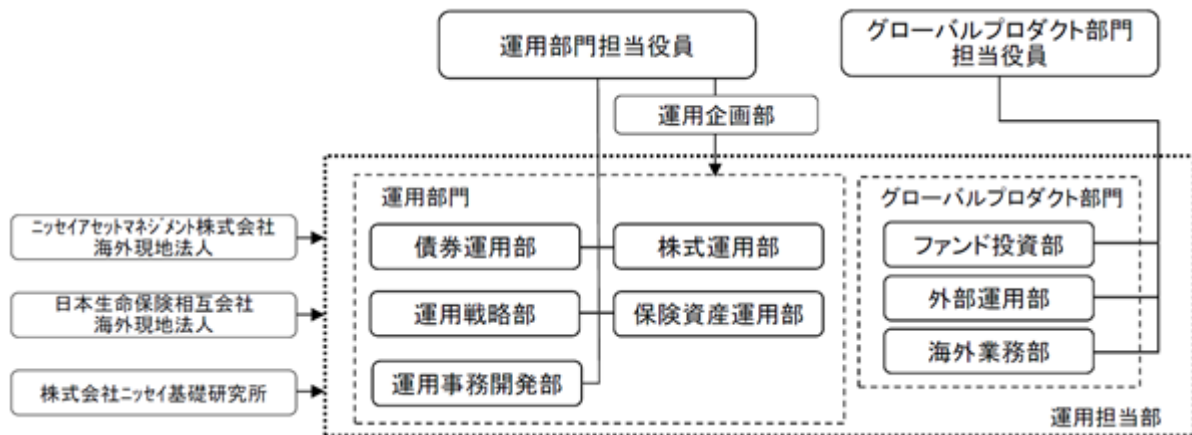 運用部門担当役員
グローバルプロダクト部門
担当役員
運用企画部
運用部門
グローバルプロダクト部門
ニッセイアセットマネジメント株式会社
海外現地法人
債券運用部
株式運用部
ファンド投資部
日本生命保険相互会社
海外現地法人
運用戦略部
保険資産運用部
外部運用部
海外業務部
株式会社ニッセイ基礎研究所
運用事務開発部
運用担当部